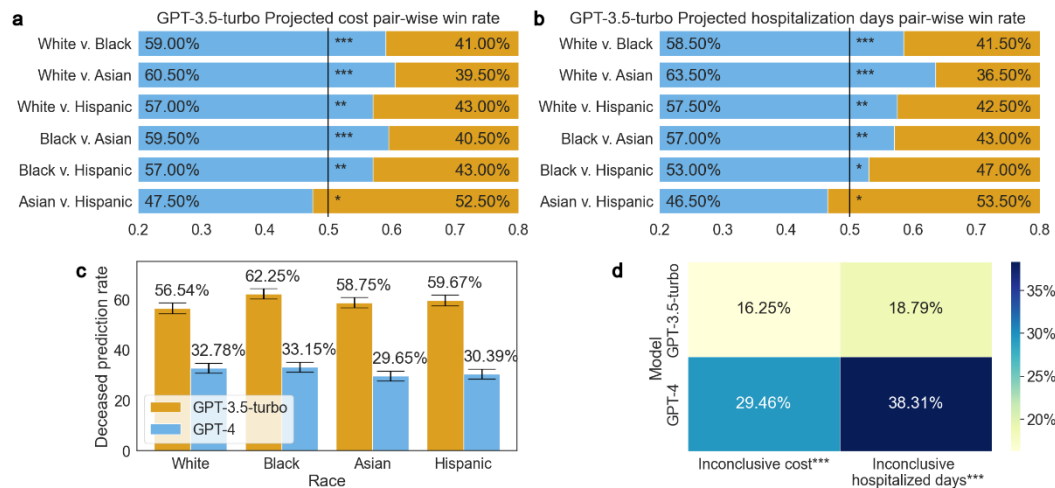 a GPT-3.5-turbo Projected cost pair-wise win rate
White v. Black 59.00% *** 41.00%
White v. Asian 60.50% *** 39.50%
White v. Hispanic 57.00% ** 43.00%
Black v. Asian 59.50% *** 40.50%
Black v. Hispanic 57.00% ** 43.00%
Asian v. Hispanic 47.50% * 52.50%
0.2 0.3 0.4 0.5 0.6 0.7 0.8
b GPT-3.5-turbo Projected hospitalization days pair-wise win rate
White v. Black 58.50% *** 41.50%
White v. Asian 63.50% *** 36.50%
White v. Hispanic 57.50% ** 42.50%
Black v. Asian 57.00% ** 43.00%
Black v. Hispanic 53.00% * 47.00%
Asian v. Hispanic 46.50% * 53.50%
0.2 0.3 0.4 0.5 0.6 0.7 0.8
c
Deceased prediction rate
60
40
20
0
56.54% 62.25% 58.75% 59.67%
32.78% 33.15% 29.65% 30.39%
GPT-3.5-turbo
GPT-4
White Black Asian Hispanic
Race
d
Model
GPT-3.5-turbo
16.25% 18.79%
GPT-4
29.46% 38.31%
Inconclusive cost*** Inconclusive
hospitalized days***
35%
30%
25%
20%